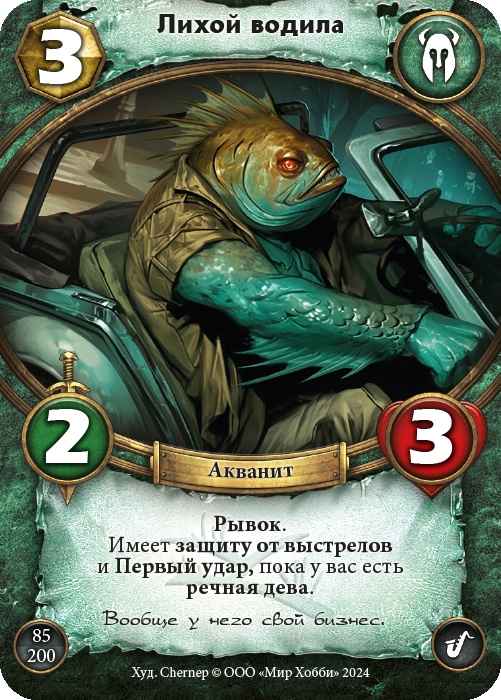 Лихой водила
3
2
3
Акванит
Рывок.
Имеет защиту от выстрелов
и Первый удар, пока у вас есть
речная дева.
Вообще у него свой бизнес.
85
200
Худ. Chernep © ООО «Мир Хобби» 2024